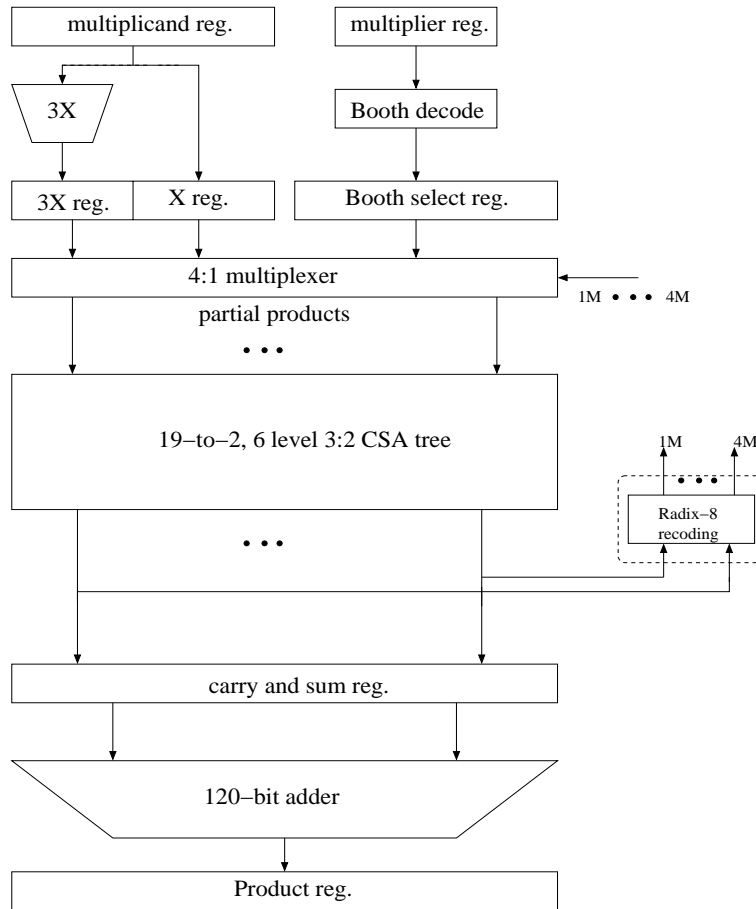 multiplicand reg.
multiplier reg.
3X
Booth decode
3X reg.
X reg.
Booth select reg.
4:1 multiplexer
1M • • • 4M
partial products
• • •
19–to–2, 6 level 3:2 CSA tree
1M
4M
• • •
Radix–8
recoding
• • •
carry and sum reg.
120–bit adder
Product reg.